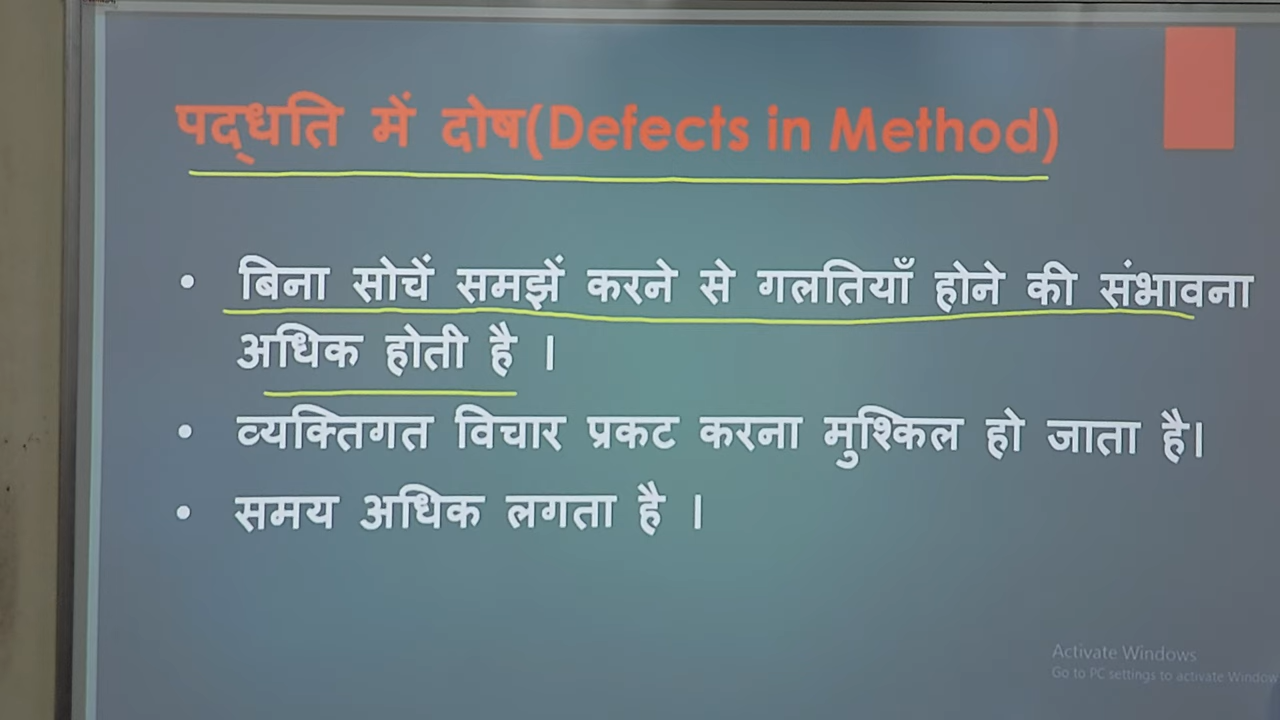 पद्धति में दोष(Defects in Method)
• बिना सोचें समझें करने से गलतियाँ होने की संभावना
अधिक होती है ।
• व्यक्तिगत विचार प्रकट करना मुश्किल हो जाता है।
• समय अधिक लगता है ।
Activate Windows
Go to PC settings to activate Window